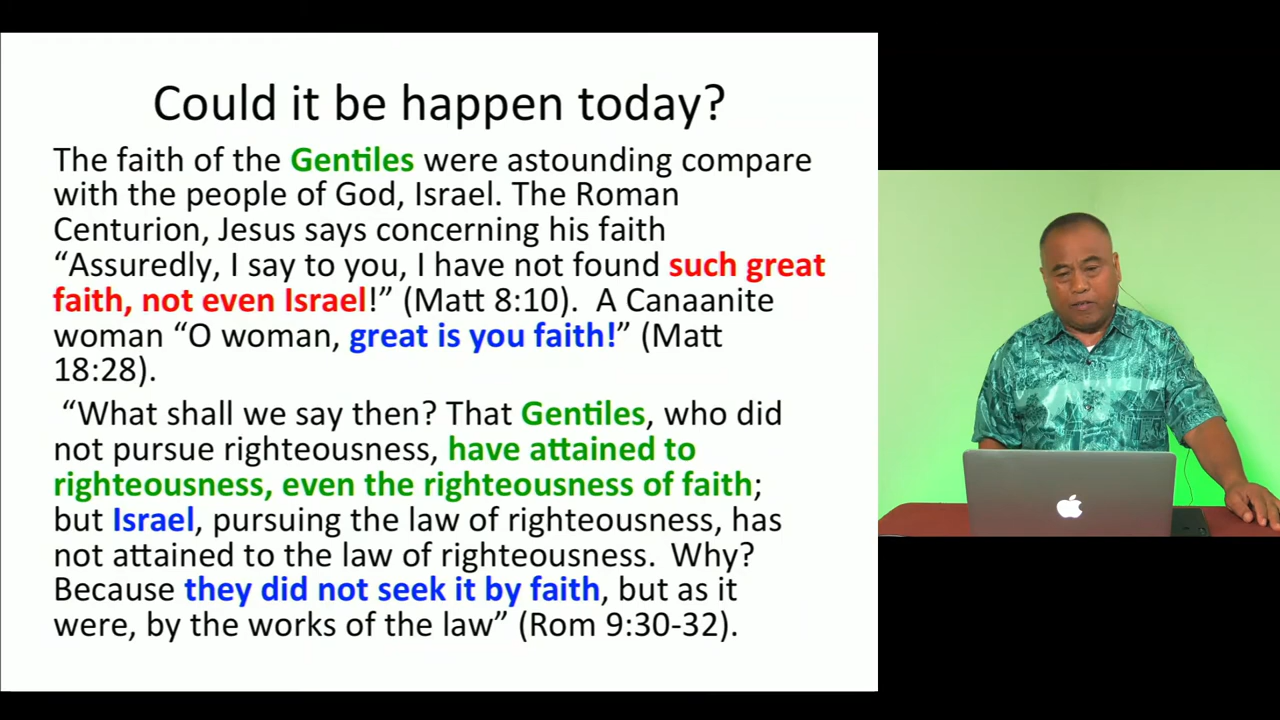 Could it be happen today?
The faith of the Gentiles were astounding compare
with the people of God, Israel. The Roman
Centurion, Jesus says concerning his faith
“Assuredly, I say to you, I have not found such great
faith, not even Israel!” (Matt 8:10). A Canaanite
woman “O woman, great is you faith!” (Matt
18:28).
“What shall we say then? That Gentiles, who did
not pursue righteousness, have attained to
righteousness, even the righteousness of faith;
but Israel, pursuing the law of righteousness, has
not attained to the law of righteousness. Why?
Because they did not seek it by faith, but as it
were, by the works of the law” (Rom 9:30-32).